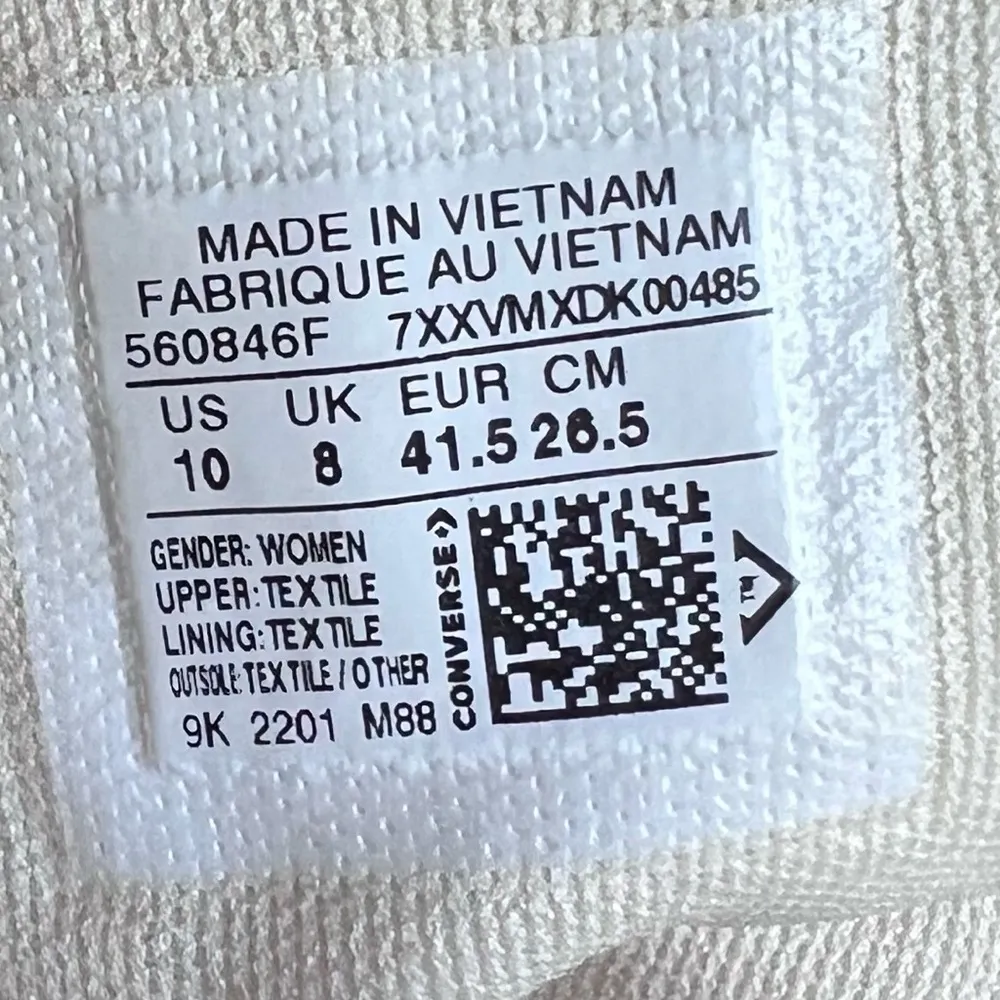 MADE IN VIETNAM
FABRIQUE AU VIETNAM
560846F 7XXVMXDK00485
US UK EUR CM
10 8 41.5 26.5
GENDER: WOMEN
UPPER: TEXTILE
LINING: TEXTILE
OUTSOLE: TEXTILE / OTHER
9K 2201 M88
CONVERSE